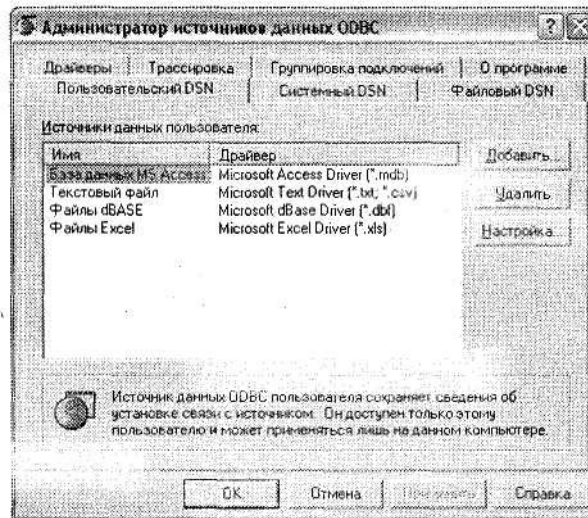 Администратор источников данных ODBC
Драйверы Трассировка Группировка подключений О программе
Пользовательский DSN Системный DSN Файловый DSN
Источники данных пользователя:
Имя Драйвер
База данных MS Access Microsoft Access Driver (*.mdb)
Текстовый файл Microsoft Text Driver (*.txt; *.csv)
Файлы dBASE Microsoft dBase Driver (*.dbf)
Файлы Excel Microsoft Excel Driver (*.xls)
Добавить...
Удалить
Настройка...
Источник данных ODBC пользователя сохраняет сведения об
установке связи с источником. Он доступен только этому
пользователю и может применяться лишь на данном компьютере.
OK Отмена Применить Справка